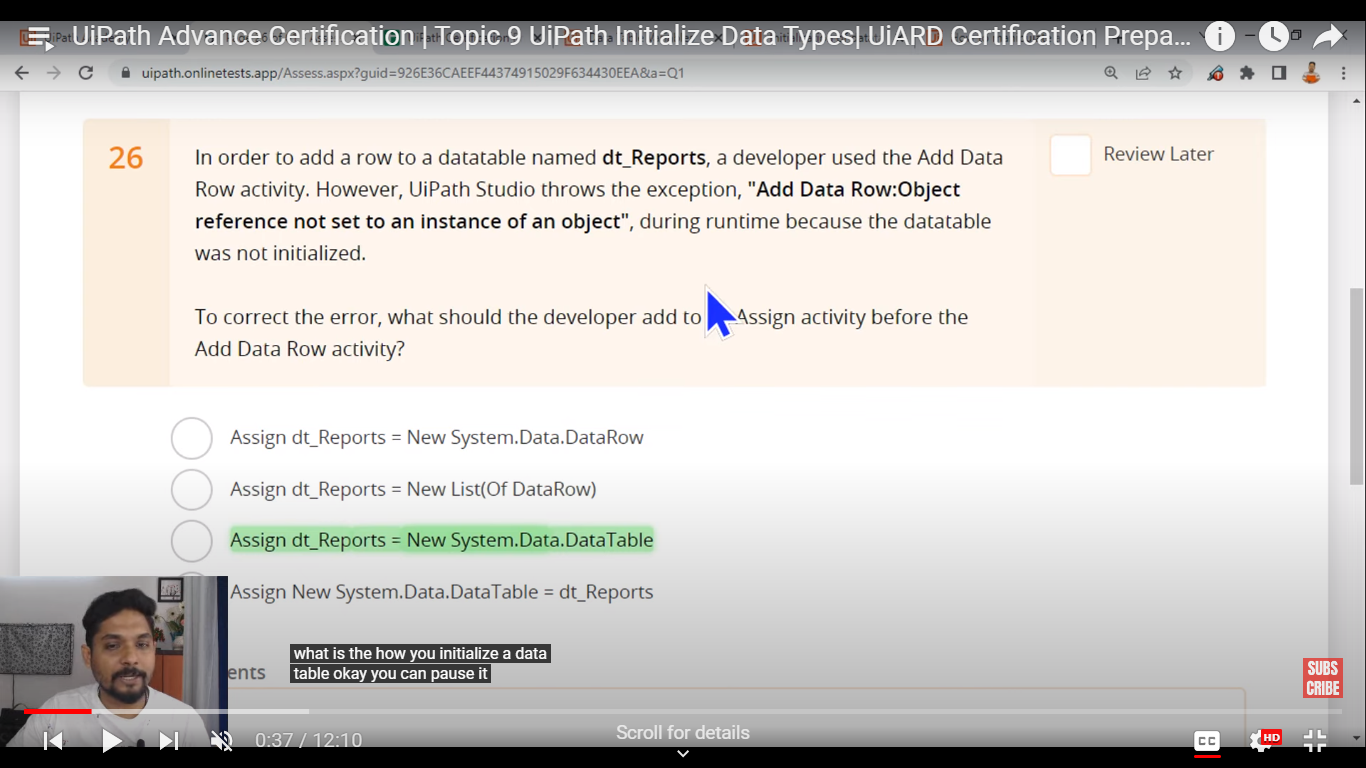 UiPath Advance Certification | Topic-9 UiPath Initialize Data Types| UiARD Certification Prepa...
uipath.onlinetests.app/Assess.aspx?guid=926E36CAEEF44374915029F634430EEA&a=Q1
26
In order to add a row to a datatable named dt_Reports, a developer used the Add Data
Row activity. However, UiPath Studio throws the exception, "Add Data Row:Object
reference not set to an instance of an object", during runtime because the datatable
was not initialized.
Review Later
To correct the error, what should the developer add to Assign activity before the
Add Data Row activity?
Assign dt_Reports = New System.Data.DataRow
Assign dt_Reports = New List(Of DataRow)
Assign dt_Reports = New System.Data.DataTable
Assign New System.Data.DataTable = dt_Reports
what is the how you initialize a data
table okay you can pause it
ents
SUBS
CRIBE
0:37 / 12:10
Scroll for details
CC
HD